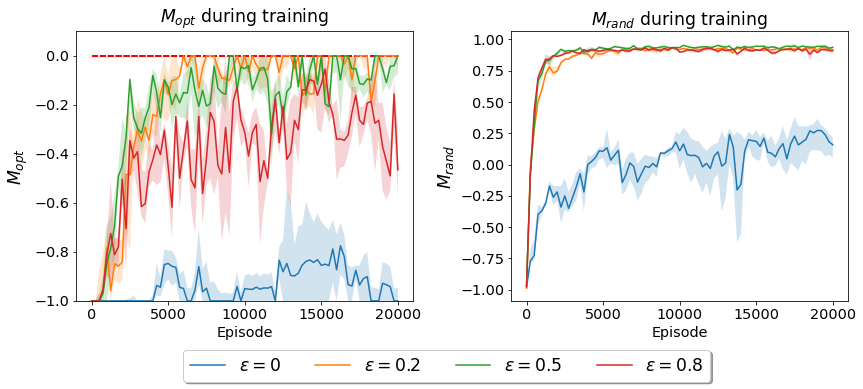 M_opt during training
M_opt
0.0
−0.2
−0.4
−0.6
−0.8
−1.0
0 5000 10000 15000 20000
Episode
M_rand during training
M_rand
1.00
0.75
0.50
0.25
0.00
−0.25
−0.50
−0.75
−1.00
0 5000 10000 15000 20000
Episode
ε = 0 ε = 0.2 ε = 0.5 ε = 0.8